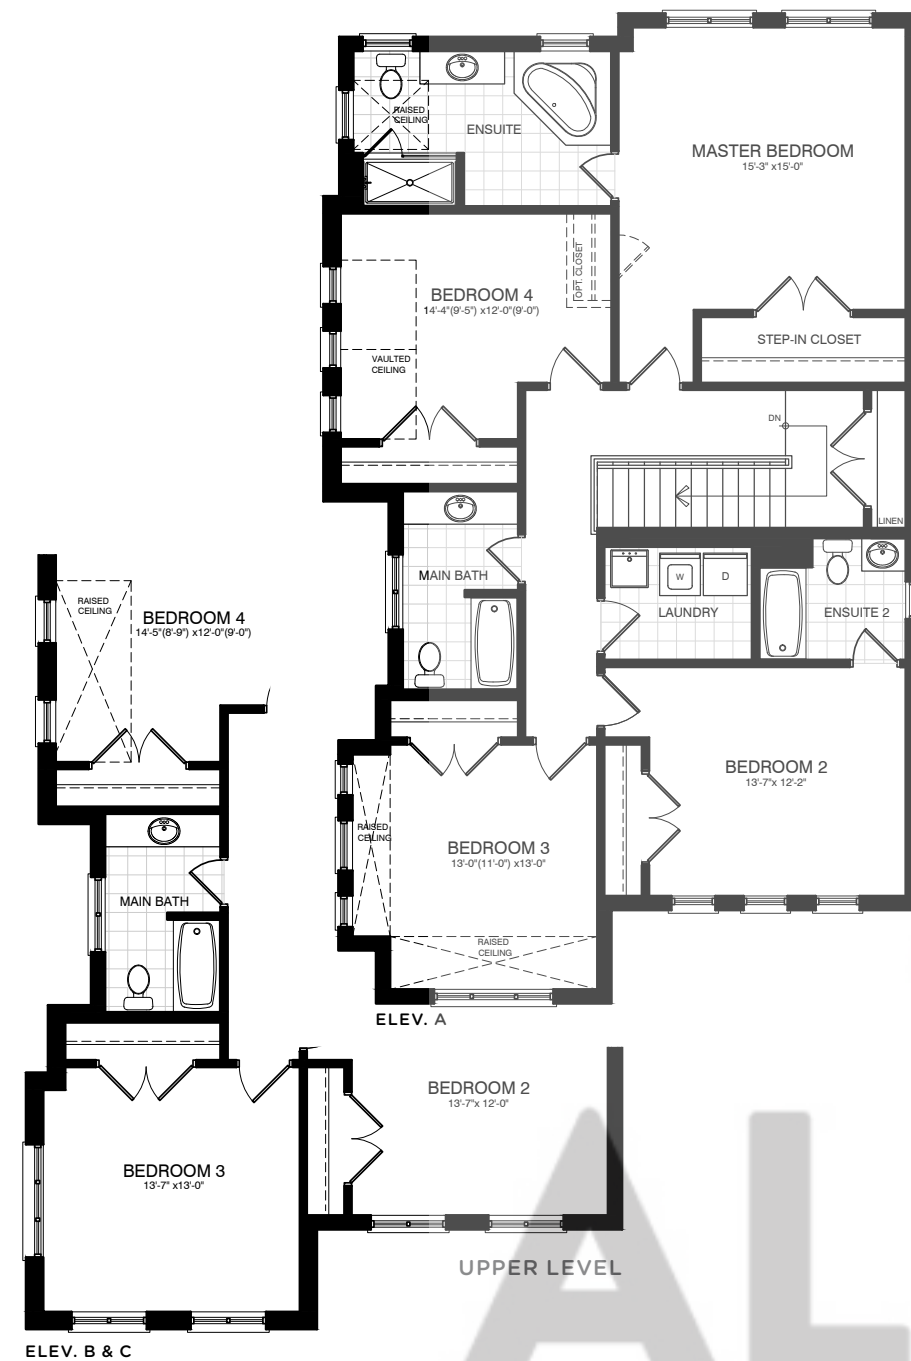 RAISED
CEILING
ENSUITE
MASTER BEDROOM
15'-3" x15'-0"
OPT. CLOSET
BEDROOM 4
14'-4"(9'-5") x12'-0"(9'-0")
VAULTED
CEILING
STEP-IN CLOSET
DN
LINEN
MAIN BATH
W
D
LAUNDRY
ENSUITE 2
RAISED
CEILING
BEDROOM 4
14'-5"(8'-9") x12'-0"(9'-0")
BEDROOM 2
13'-7"x 12'-2"
RAISED
CEILING
BEDROOM 3
13'-0"(11'-0") x13'-0"
MAIN BATH
RAISED
CEILING
ELEV. A
BEDROOM 2
13'-7"x 12'-0"
BEDROOM 3
13'-7" x13'-0"
UPPER LEVEL
AL
ELEV. B & C